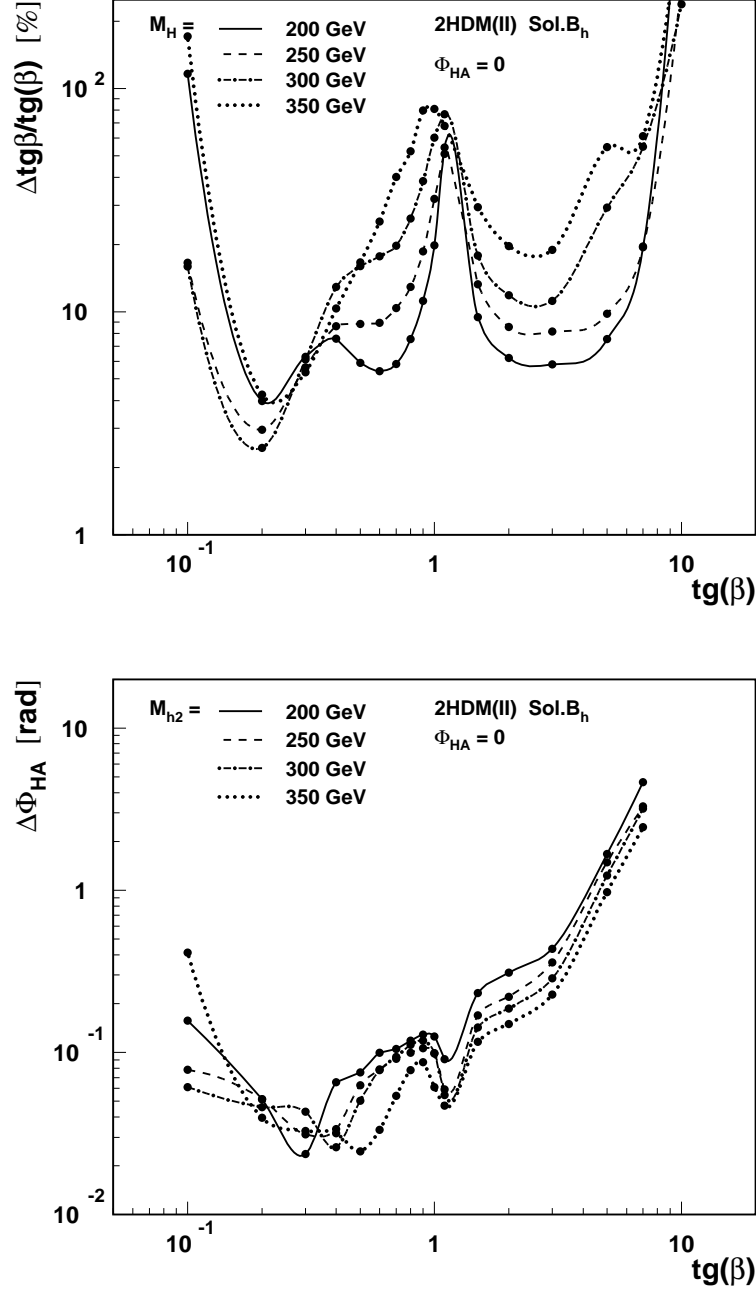 Δtgβ/tg(β) [%]
M_H = 200 GeV 2HDM(II) Sol.B_h
250 GeV Φ_HA = 0
300 GeV
350 GeV
10^2
10
1
10^-1 1 10
tg(β)
ΔΦ_HA [rad]
M_h2 = 200 GeV 2HDM(II) Sol.B_h
250 GeV Φ_HA = 0
300 GeV
350 GeV
10
1
10^-1
10^-2
10^-1 1 10
tg(β)